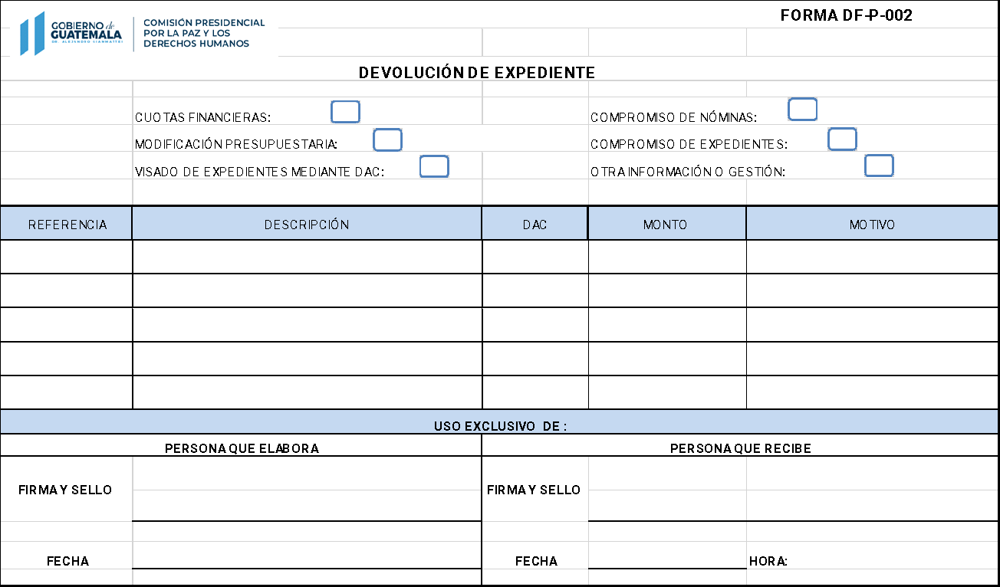 FORMA DF-P-002
GOBIERNO de
GUATEMALA
DR. ALEJANDRO GIAMMATTEI
COMISIÓN PRESIDENCIAL
POR LA PAZ Y LOS
DERECHOS HUMANOS
DEVOLUCIÓN DE EXPEDIENTE
CUOTAS FINANCIERAS:
COMPROMISO DE NÓMINAS:
MODIFICACIÓN PRESUPUESTARIA:
COMPROMISO DE EXPEDIENTES:
VISADO DE EXPEDIENTES MEDIANTE DAC:
OTRA INFORMACIÓN O GESTIÓN:
REFERENCIA DESCRIPCIÓN DAC MONTO MOTIVO
USO EXCLUSIVO DE :
PERSONA QUE ELABORA PERSONA QUE RECIBE
FIRMA Y SELLO FIRMA Y SELLO
FECHA FECHA HORA: